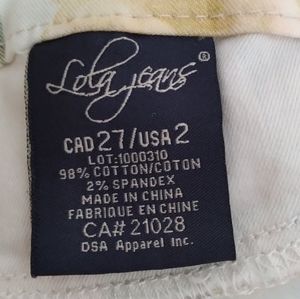 Lola jeans®
CAD 27/USA 2
LOT:1000310
98% COTTON/COTON
2% SPANDEX
MADE IN CHINA
FABRIQUE EN CHINE
CA# 21028
DSA Apparel Inc.